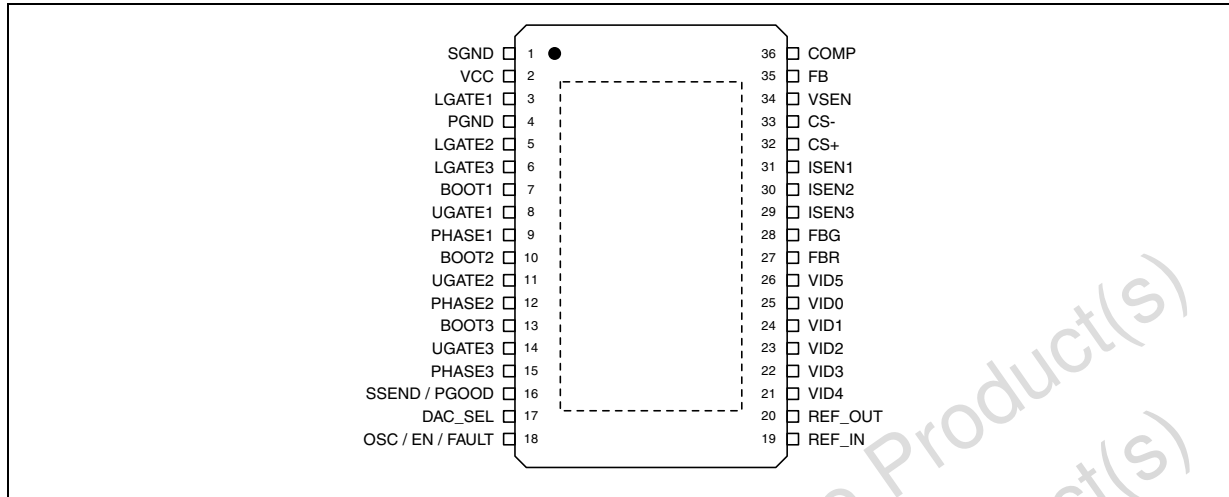 SGND 1 36 COMP
VCC 2 35 FB
LGATE1 3 34 VSEN
PGND 4 33 CS-
LGATE2 5 32 CS+
LGATE3 6 31 ISEN1
BOOT1 7 30 ISEN2
UGATE1 8 29 ISEN3
PHASE1 9 28 FBG
BOOT2 10 27 FBR
UGATE2 11 26 VID5
PHASE2 12 25 VID0
BOOT3 13 24 VID1
UGATE3 14 23 VID2
PHASE3 15 22 VID3
SSEND / PGOOD 16 21 VID4
DAC_SEL 17 20 REF_OUT
OSC / EN / FAULT 18 19 REF_IN
Product(s)